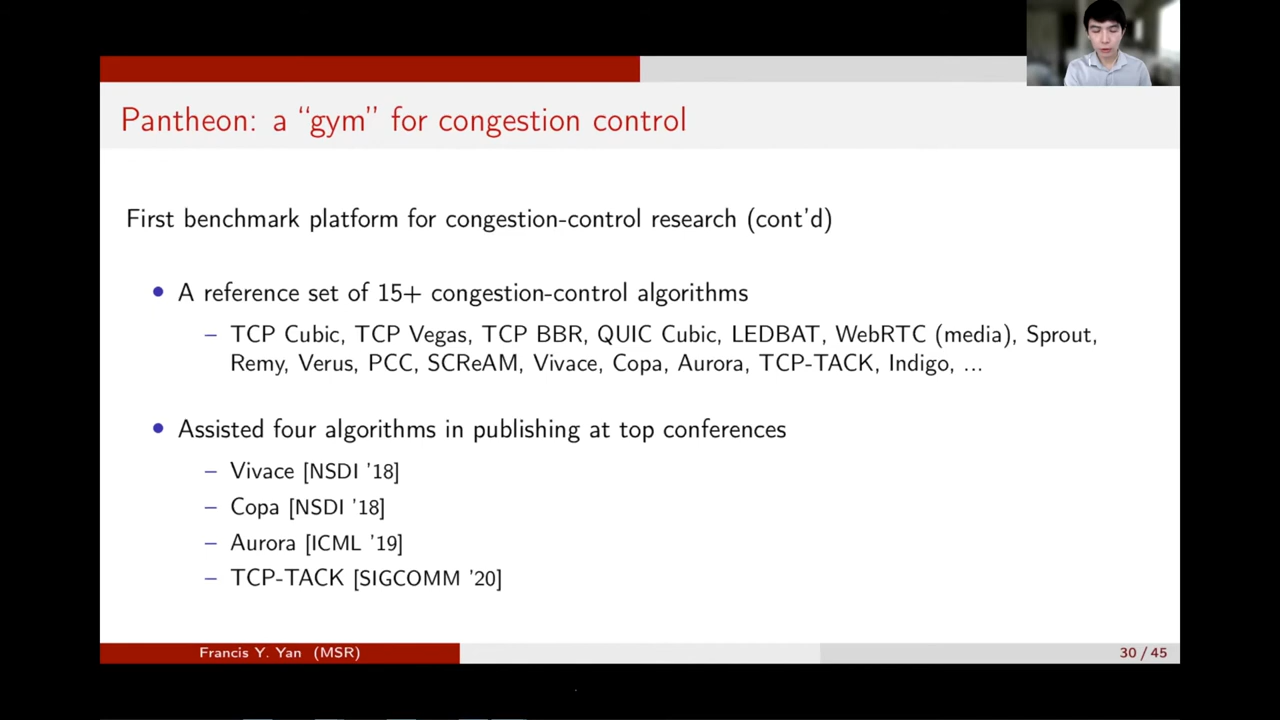 Pantheon: a “gym” for congestion control
First benchmark platform for congestion-control research (cont'd)
• A reference set of 15+ congestion-control algorithms
– TCP Cubic, TCP Vegas, TCP BBR, QUIC Cubic, LEDBAT, WebRTC (media), Sprout,
Remy, Verus, PCC, SCReAM, Vivace, Copa, Aurora, TCP-TACK, Indigo, ...
• Assisted four algorithms in publishing at top conferences
– Vivace [NSDI '18]
– Copa [NSDI '18]
– Aurora [ICML '19]
– TCP-TACK [SIGCOMM '20]
Francis Y. Yan (MSR)
30 / 45